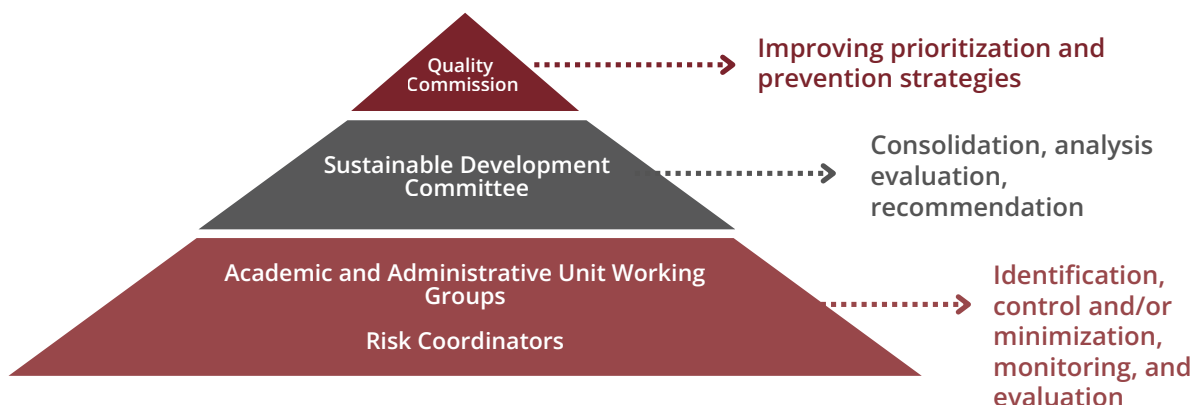 Quality
Commission
Improving prioritization and
prevention strategies
Sustainable Development
Committee
Consolidation, analysis
evaluation,
recommendation
Academic and Administrative Unit Working
Groups
Risk Coordinators
Identification,
control and/or
minimization,
monitoring, and
evaluation